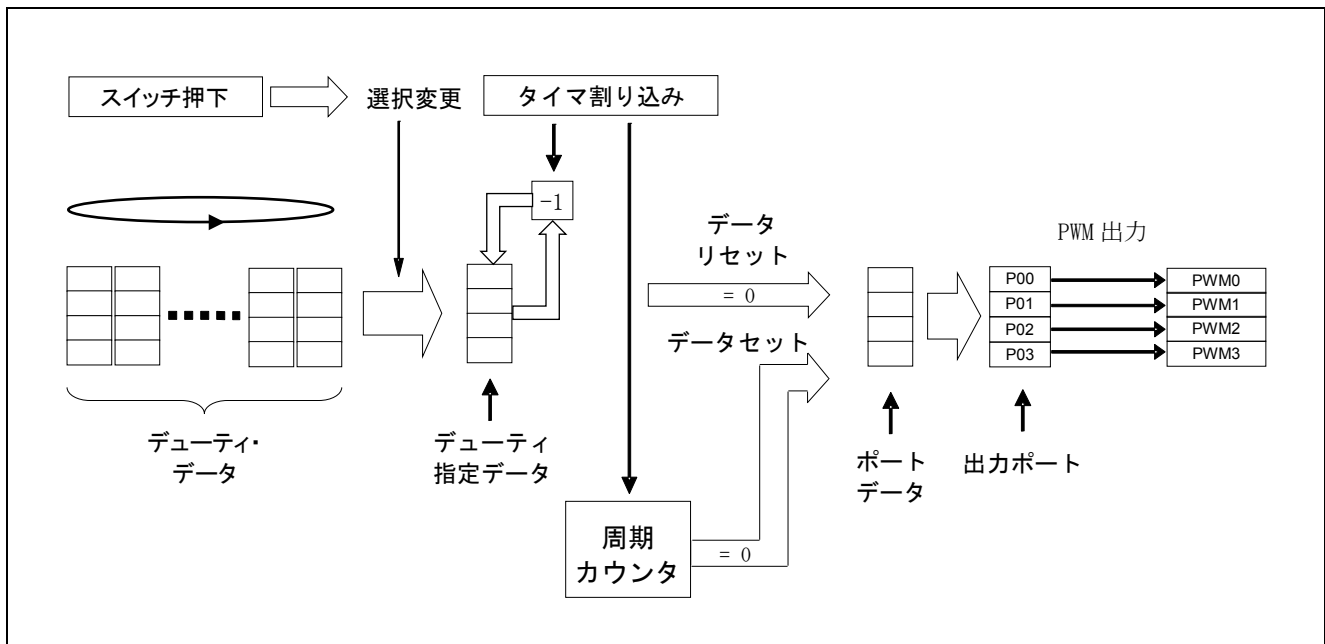 スイッチ押下
選択変更
タイマ割り込み
-1
データ
リセット
= 0
データセット
PWM 出力
P00
P01
P02
P03
PWM0
PWM1
PWM2
PWM3
デューティ・
データ
デューティ
指定データ
ポート
データ
出力ポート
周期
カウンタ
= 0